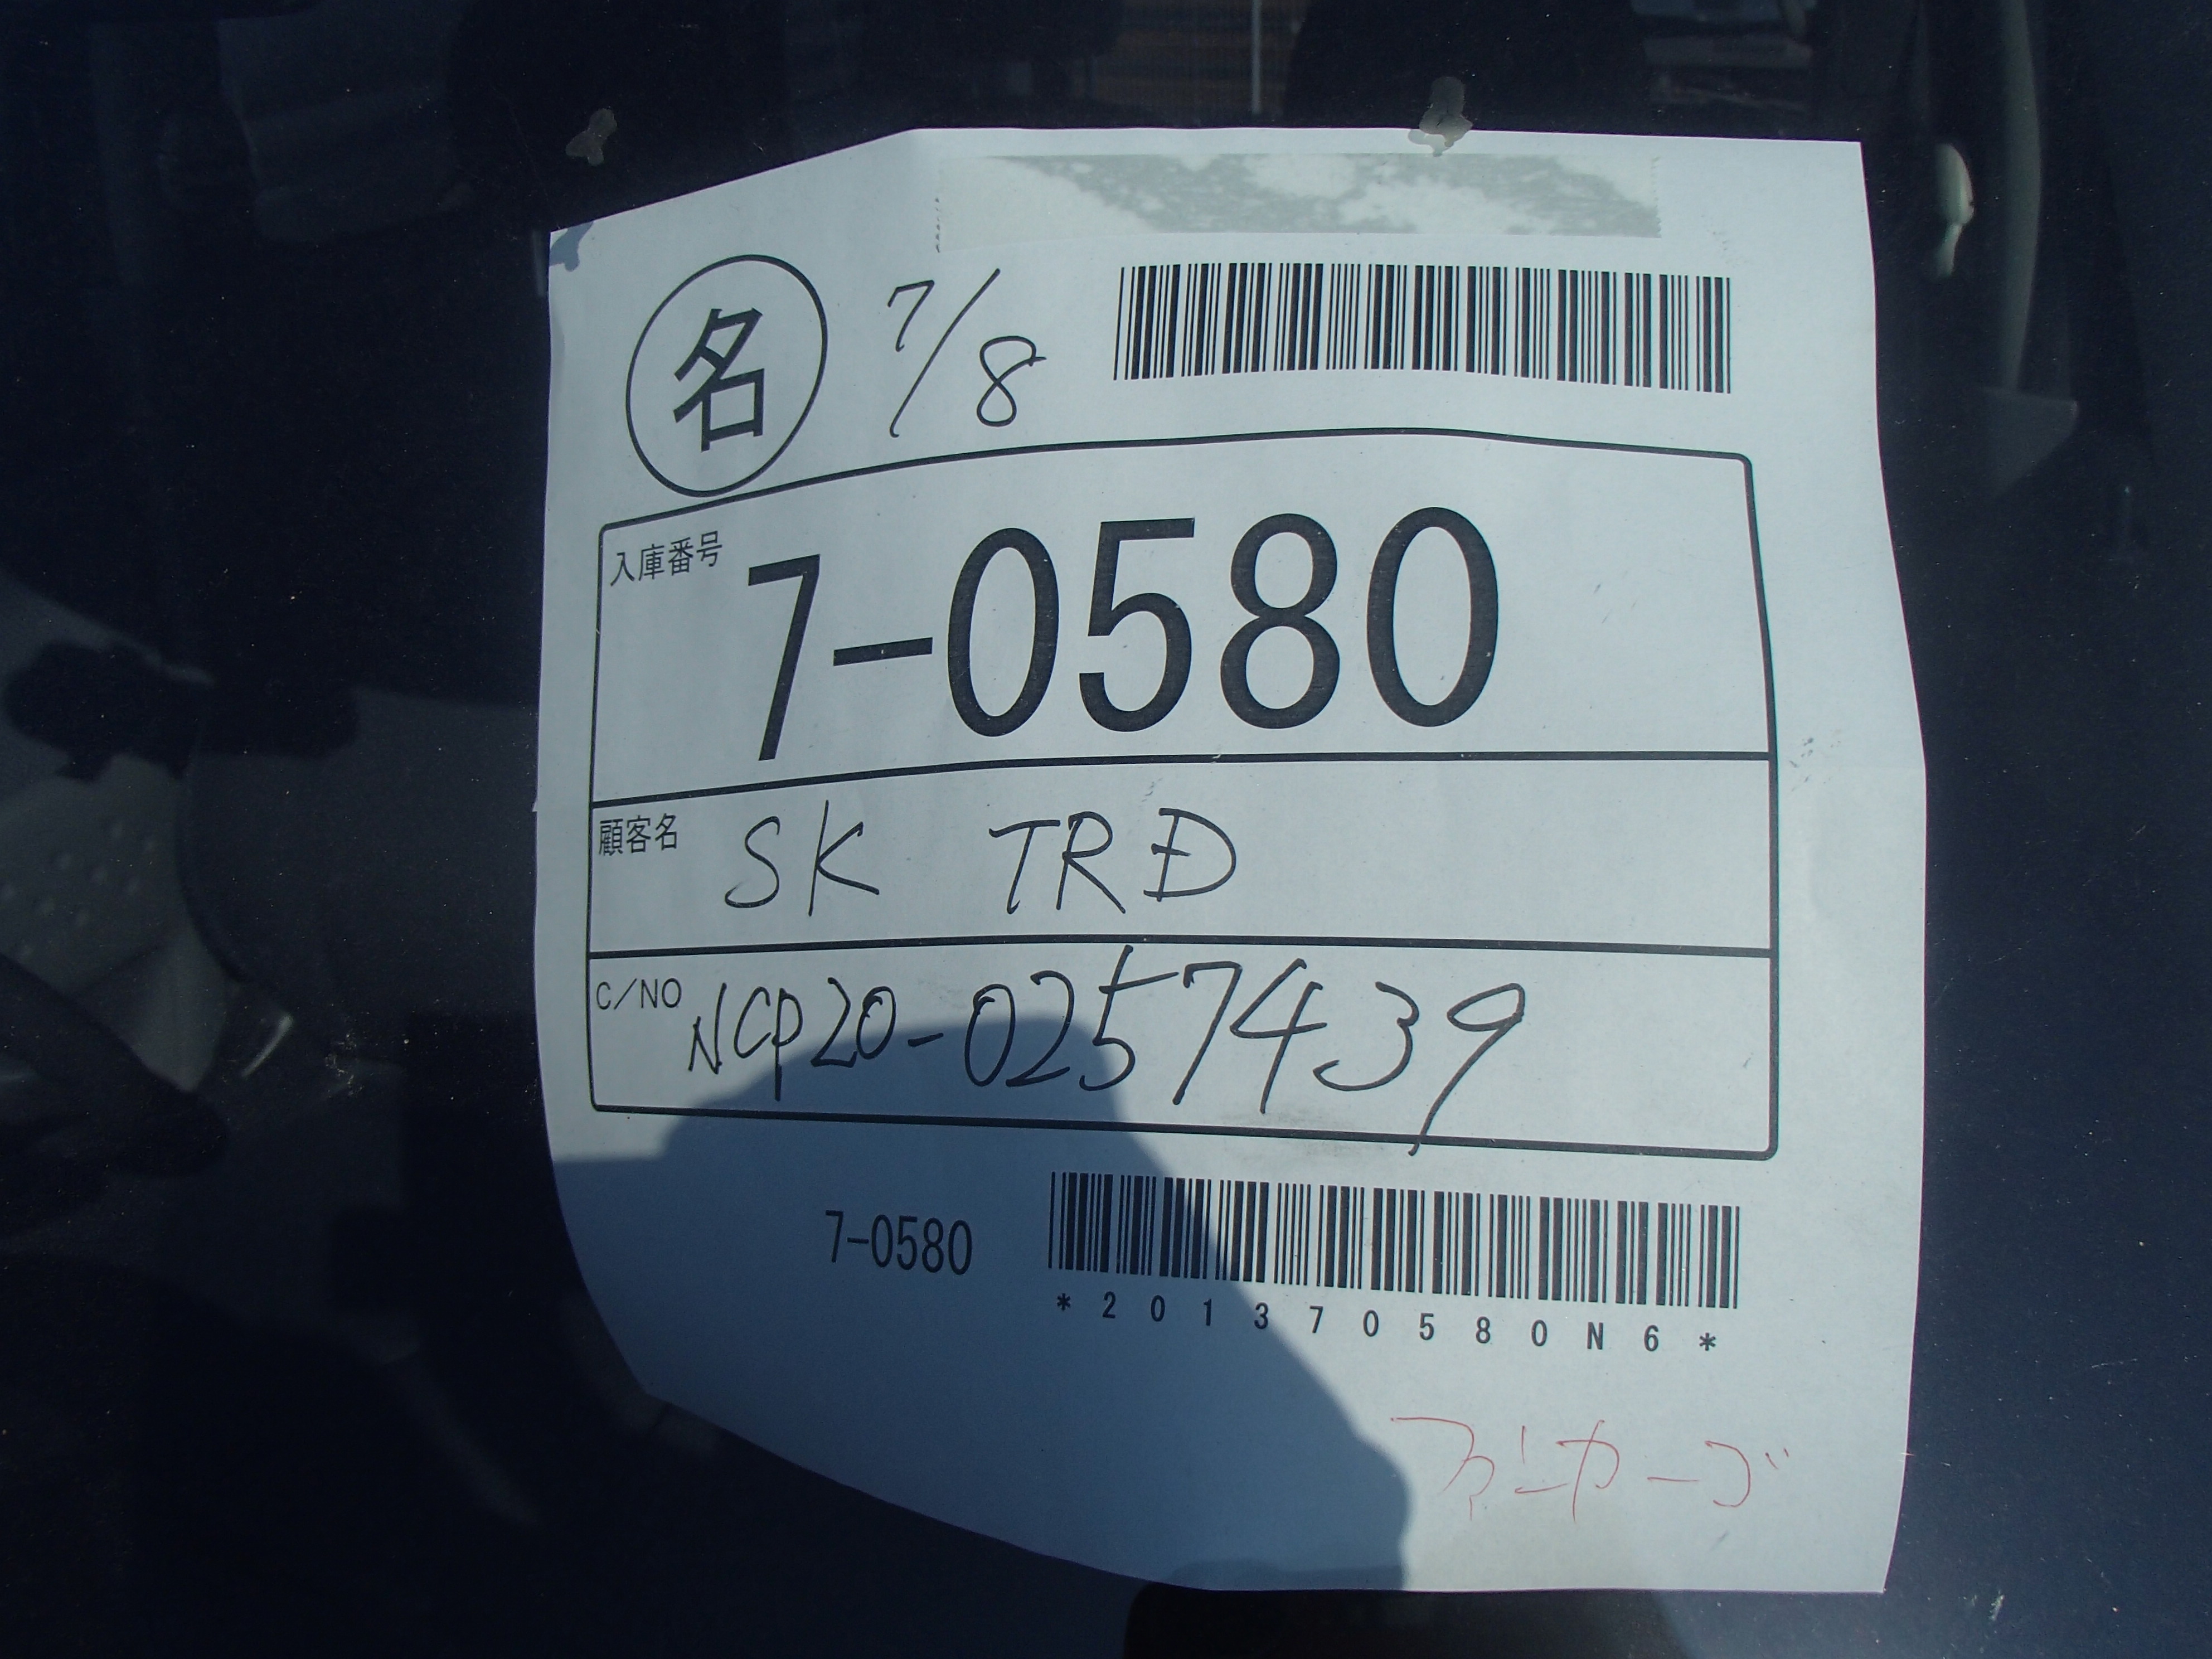 名 7/8
入庫番号 7-0580
顧客名 SK TRD
C/NO NCP20-0257439
7-0580
*201370580N6*
ファンカーゴ